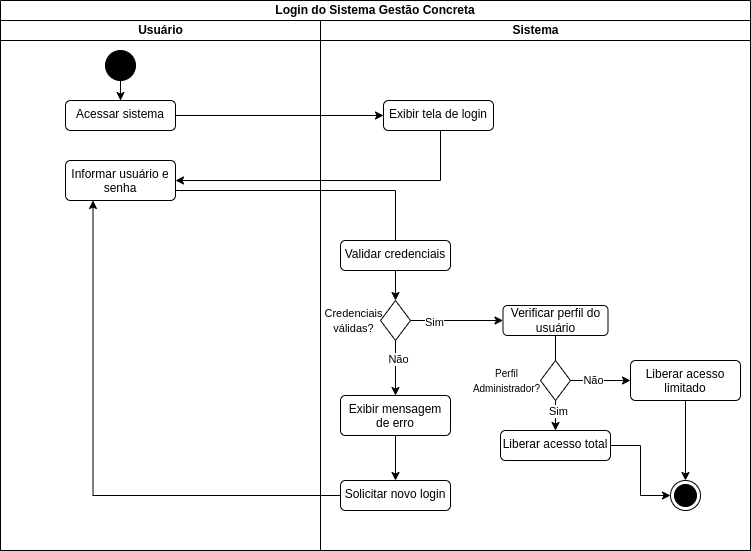 Login do Sistema Gestão Concreta
Usuário
Sistema
Acessar sistema
Exibir tela de login
Informar usuário e
senha
Validar credenciais
Credenciais
válidas?
Sim
Verificar perfil do
usuário
Não
Perfil
Administrador?
Não
Liberar acesso
limitado
Sim
Exibir mensagem
de erro
Liberar acesso total
Solicitar novo login